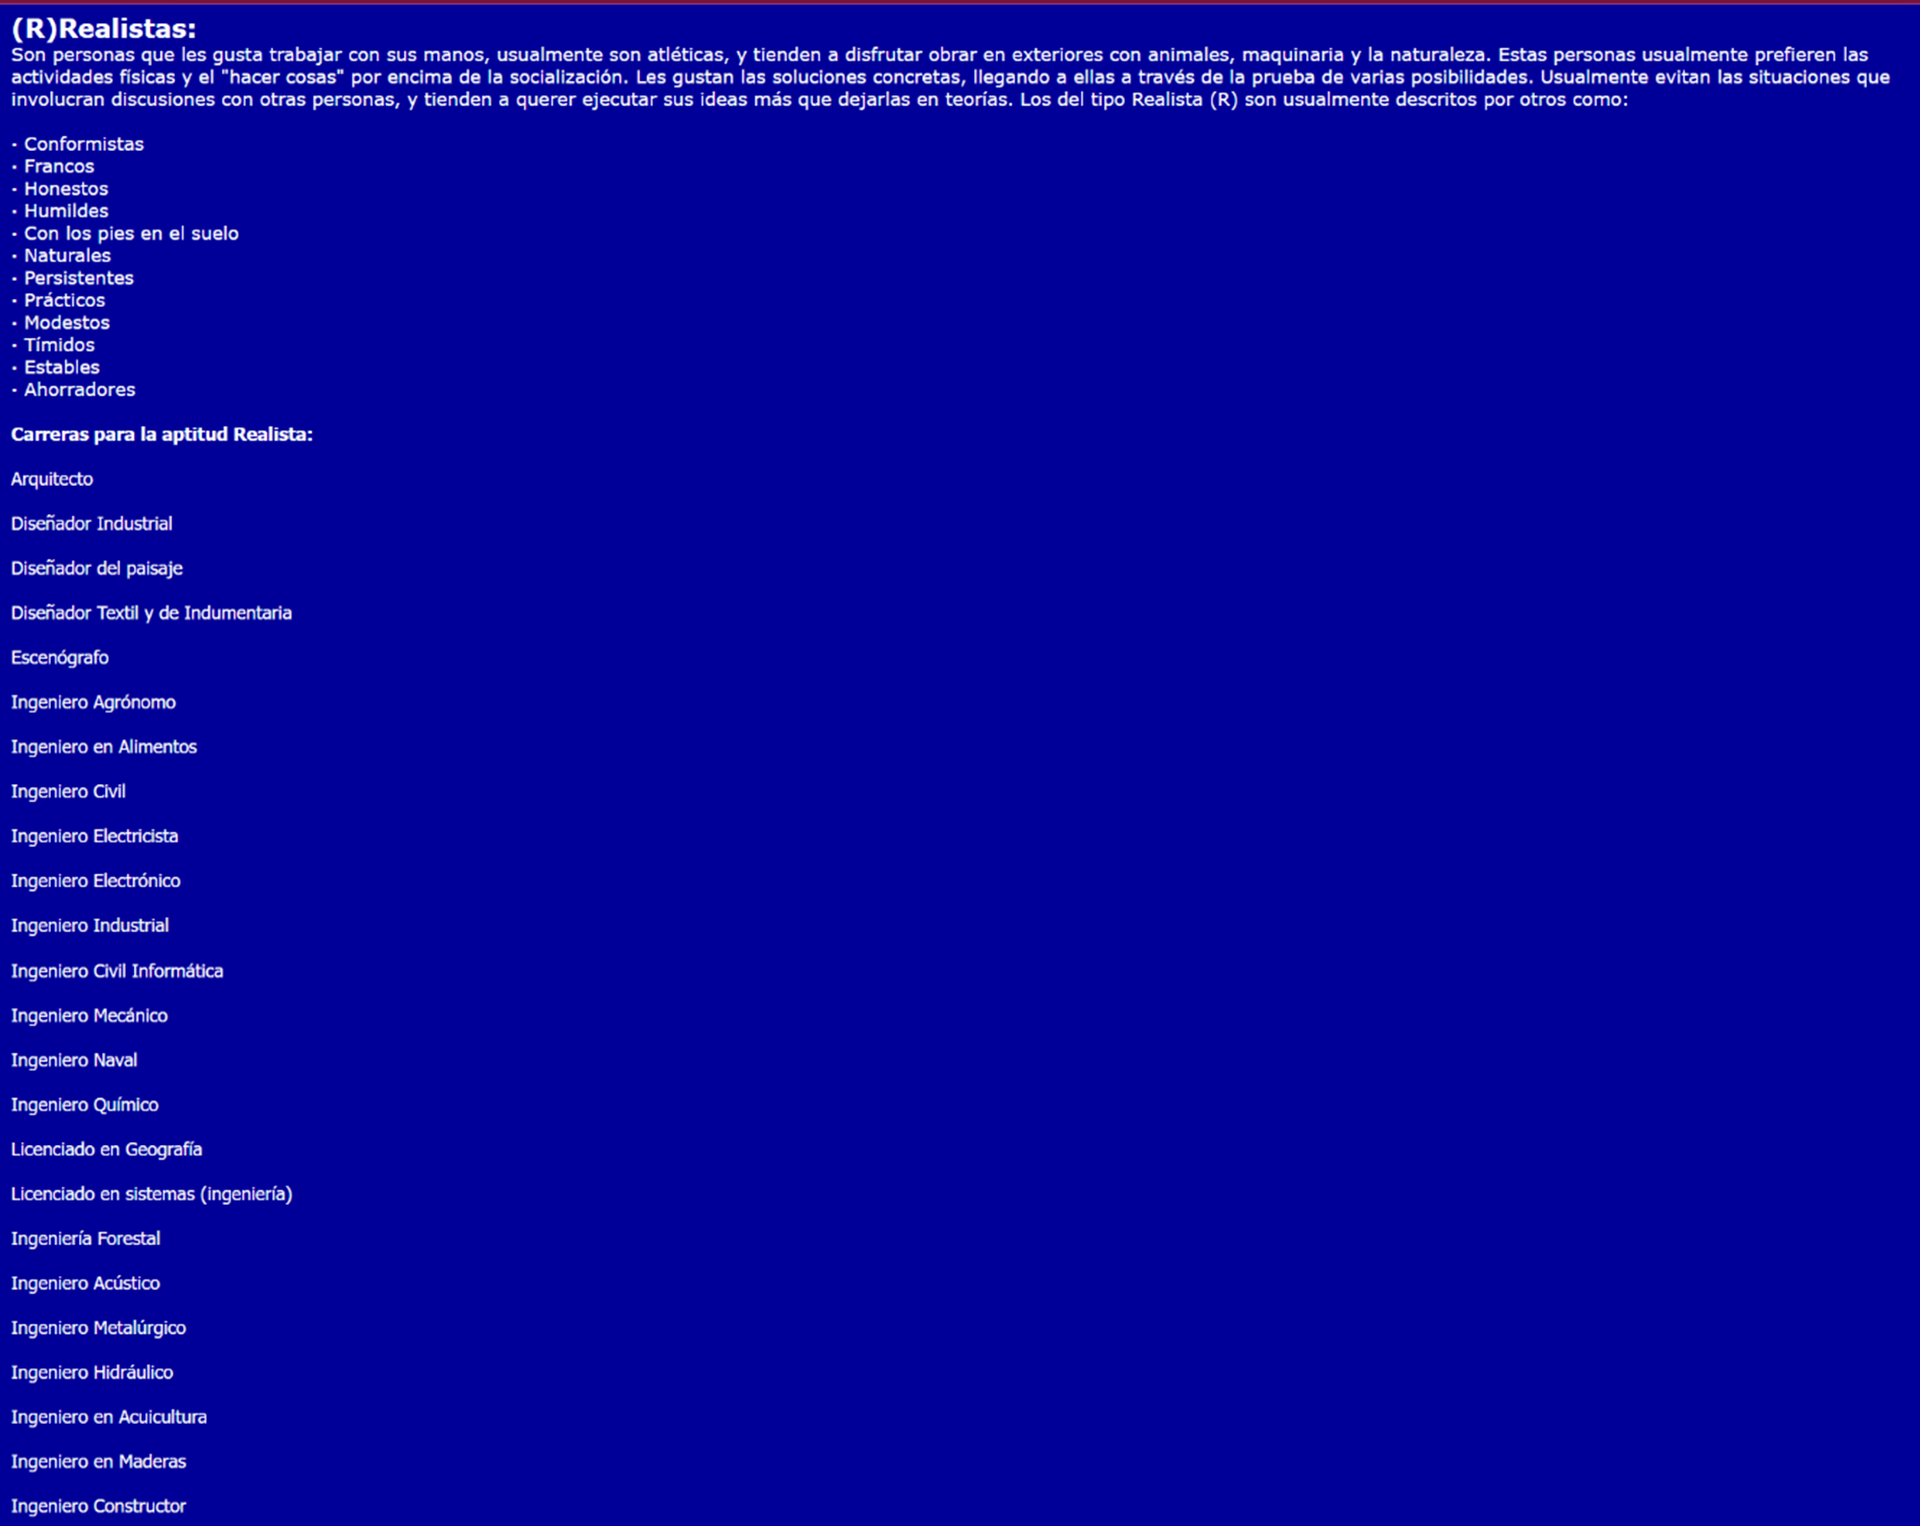 (R)Realistas:
Son personas que les gusta trabajar con sus manos, usualmente son atléticas, y tienden a disfrutar obrar en exteriores con animales, maquinaria y la naturaleza. Estas personas usualmente prefieren las
actividades físicas y el "hacer cosas" por encima de la socialización. Les gustan las soluciones concretas, llegando a ellas a través de la prueba de varias posibilidades. Usualmente evitan las situaciones que
involucran discusiones con otras personas, y tienden a querer ejecutar sus ideas más que dejarlas en teorías. Los del tipo Realista (R) son usualmente descritos por otros como:
· Conformistas
· Francos
· Honestos
· Humildes
· Con los pies en el suelo
· Naturales
· Persistentes
· Prácticos
· Modestos
· Tímidos
· Estables
· Ahorradores
Carreras para la aptitud Realista:
Arquitecto
Diseñador Industrial
Diseñador del paisaje
Diseñador Textil y de Indumentaria
Escenógrafo
Ingeniero Agrónomo
Ingeniero en Alimentos
Ingeniero Civil
Ingeniero Electricista
Ingeniero Electrónico
Ingeniero Industrial
Ingeniero Civil Informática
Ingeniero Mecánico
Ingeniero Naval
Ingeniero Químico
Licenciado en Geografía
Licenciado en sistemas (ingeniería)
Ingeniería Forestal
Ingeniero Acústico
Ingeniero Metalúrgico
Ingeniero Hidráulico
Ingeniero en Acuicultura
Ingeniero en Maderas
Ingeniero Constructor